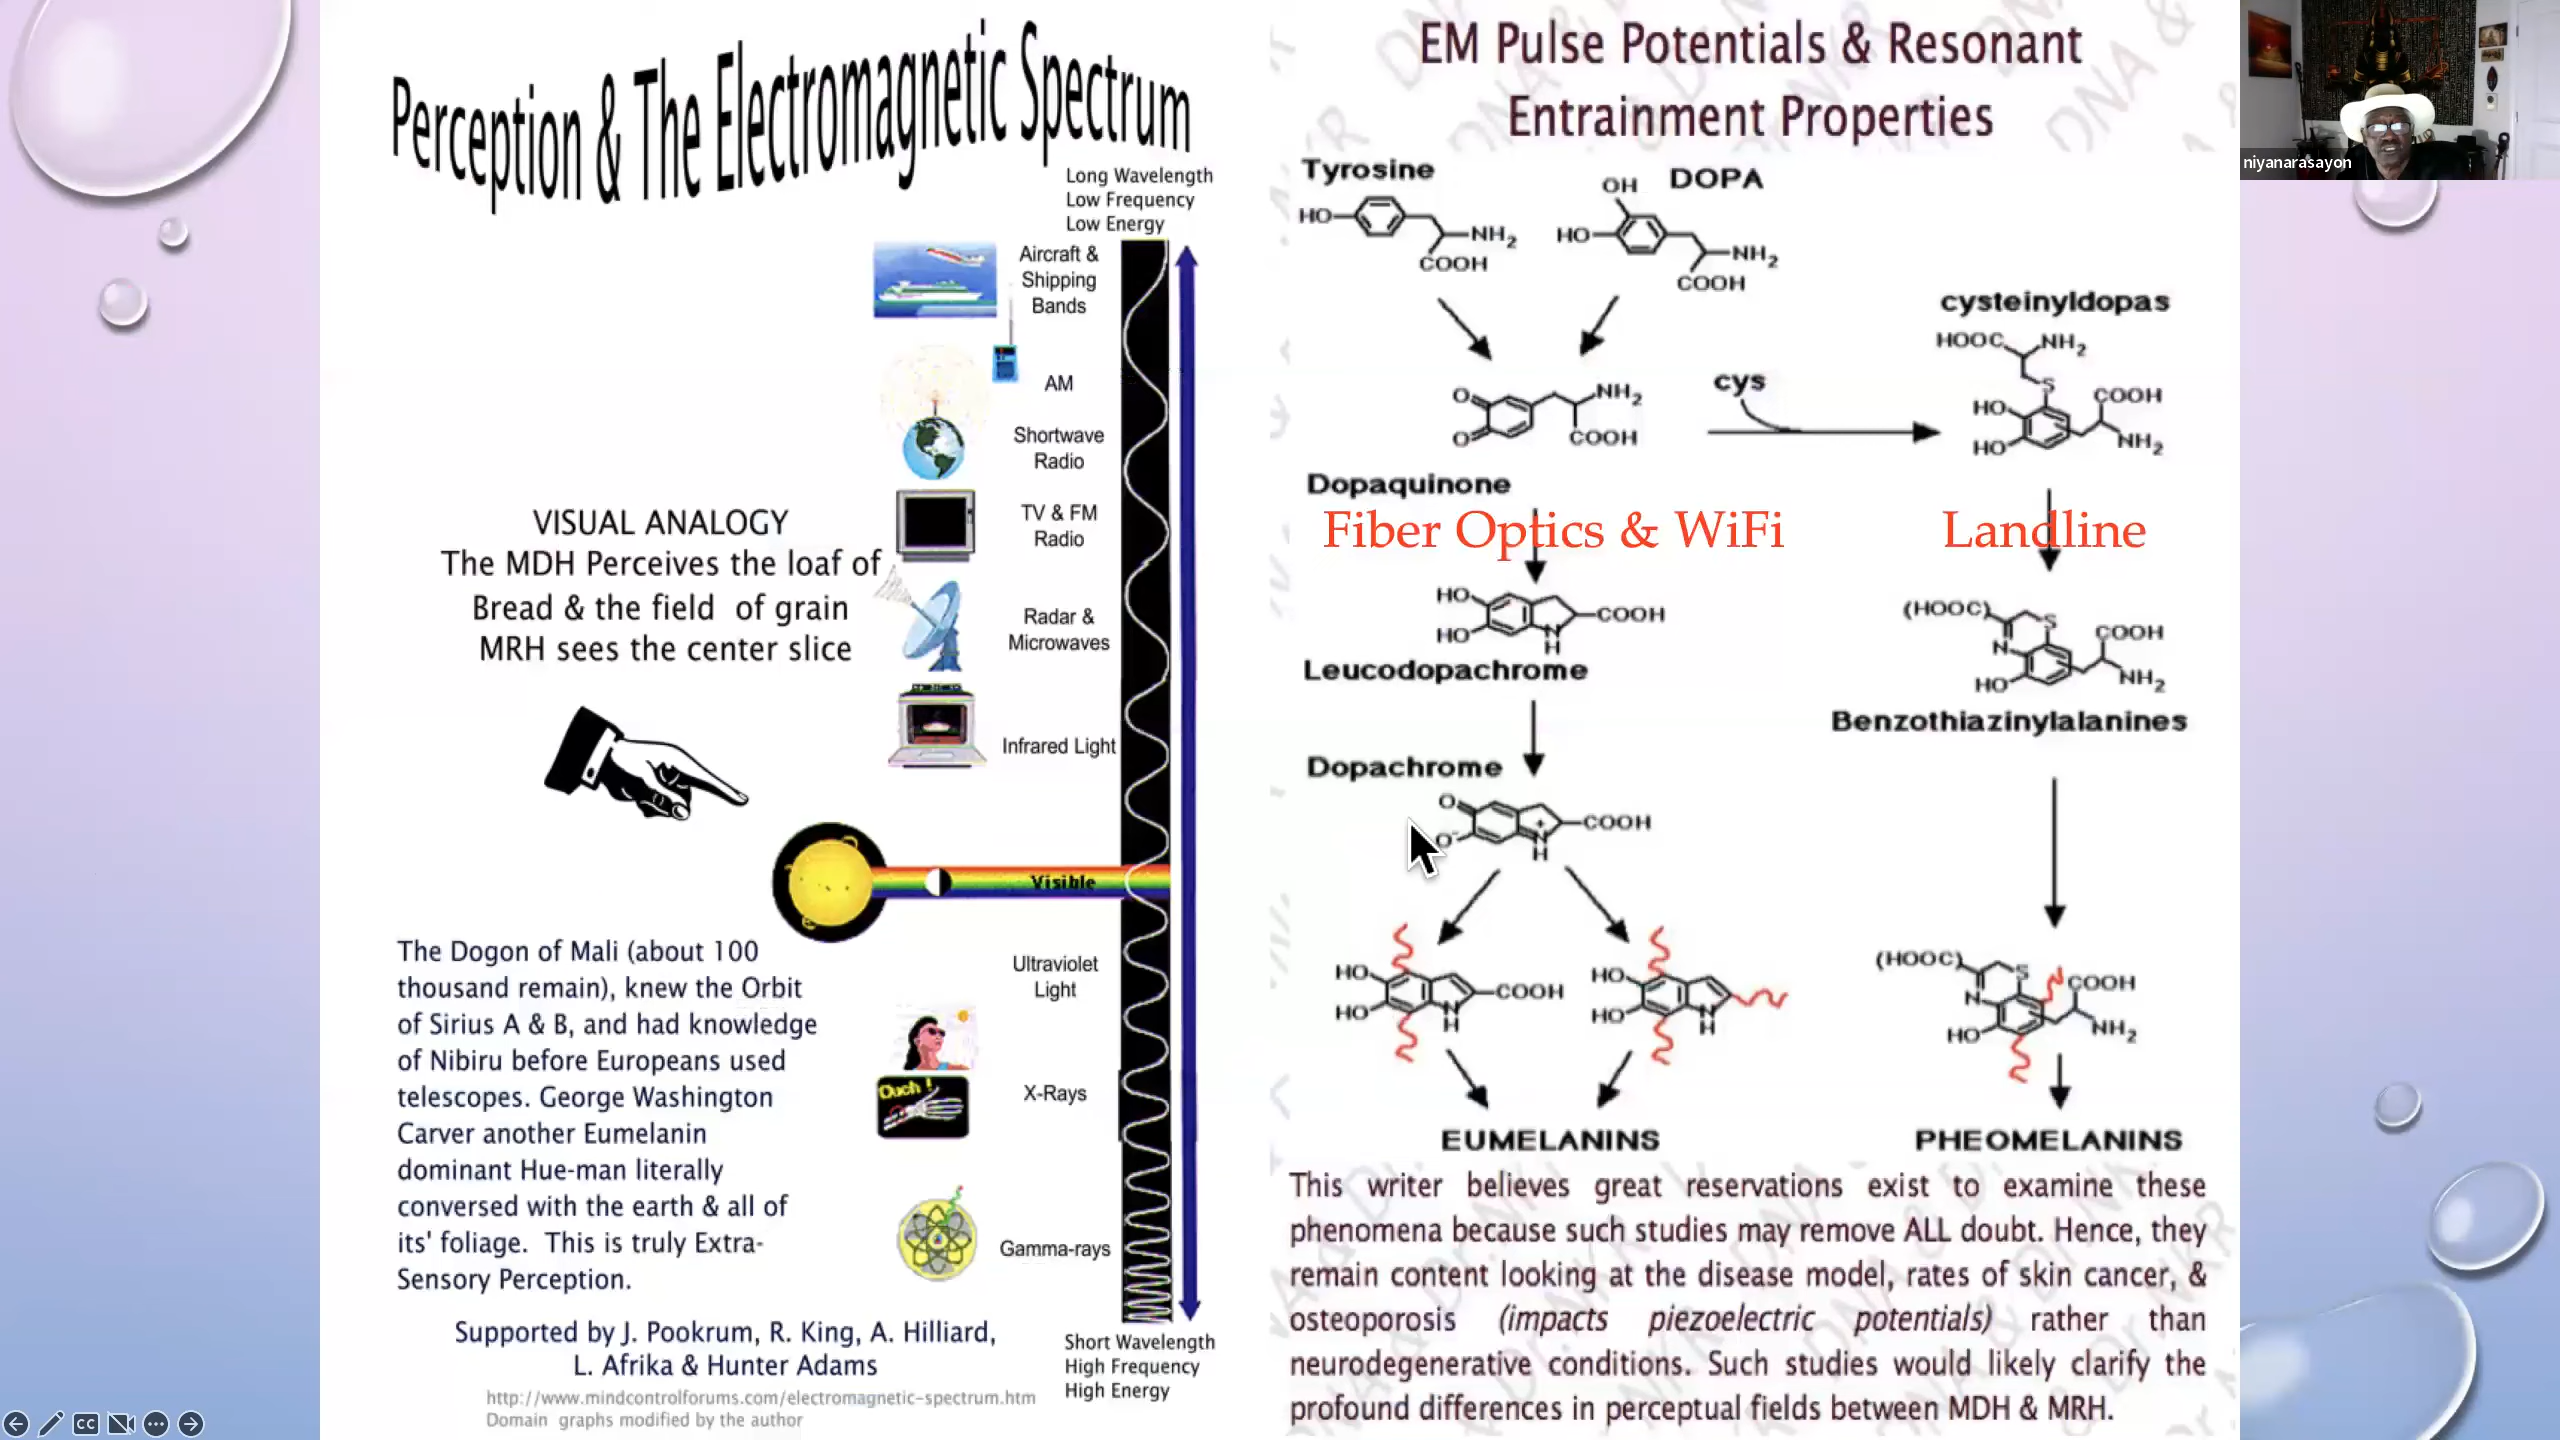 Perception & The Electromagnetic Spectrum
Long Wavelength
Low Frequency
Low Energy
Aircraft &
Shipping
Bands
AM
Shortwave
Radio
TV & FM
Radio
Radar &
Microwaves
Infrared Light
Visible
Ultraviolet
Light
X-Rays
Ouch !
Gamma-rays
Short Wavelength
High Frequency
High Energy
VISUAL ANALOGY
The MDH Perceives the loaf of
Bread & the field of grain
MRH sees the center slice
The Dogon of Mali (about 100
thousand remain), knew the Orbit
of Sirius A & B, and had knowledge
of Nibiru before Europeans used
telescopes. George Washington
Carver another Eumelanin
dominant Hue-man literally
conversed with the earth & all of
its' foliage. This is truly Extra-
Sensory Perception.
Supported by J. Pookrum, R. King, A. Hilliard,
L. Afrika & Hunter Adams
http://www.mindcontrolforums.com/electromagnetic-spectrum.htm
Domain graphs modified by the author
EM Pulse Potentials & Resonant
Entrainment Properties
Tyrosine
HO
NH2
COOH
DOPA
OH
HO
NH2
COOH
cysteinyldopas
HOOC
NH2
S
HO
HO
COOH
NH2
O
O
NH2
COOH
cys
Dopaquinone
Fiber Optics & WiFi
Landline
HO
HO
N
H
COOH
Leucodopachrome
(HOOC)
S
N
HO
COOH
NH2
Benzothiazinylalanines
Dopachrome
O
O-
+
N
H
COOH
HO
HO
N
H
COOH
HO
HO
N
H
(HOOC)
S
N
HO
COOH
NH2
EUMELANINS
PHEOMELANINS
This writer believes great reservations exist to examine these
phenomena because such studies may remove ALL doubt. Hence, they
remain content looking at the disease model, rates of skin cancer, &
osteoporosis (impacts piezoelectric potentials) rather than
neurodegenerative conditions. Such studies would likely clarify the
profound differences in perceptual fields between MDH & MRH.
niyanarasayon
CC